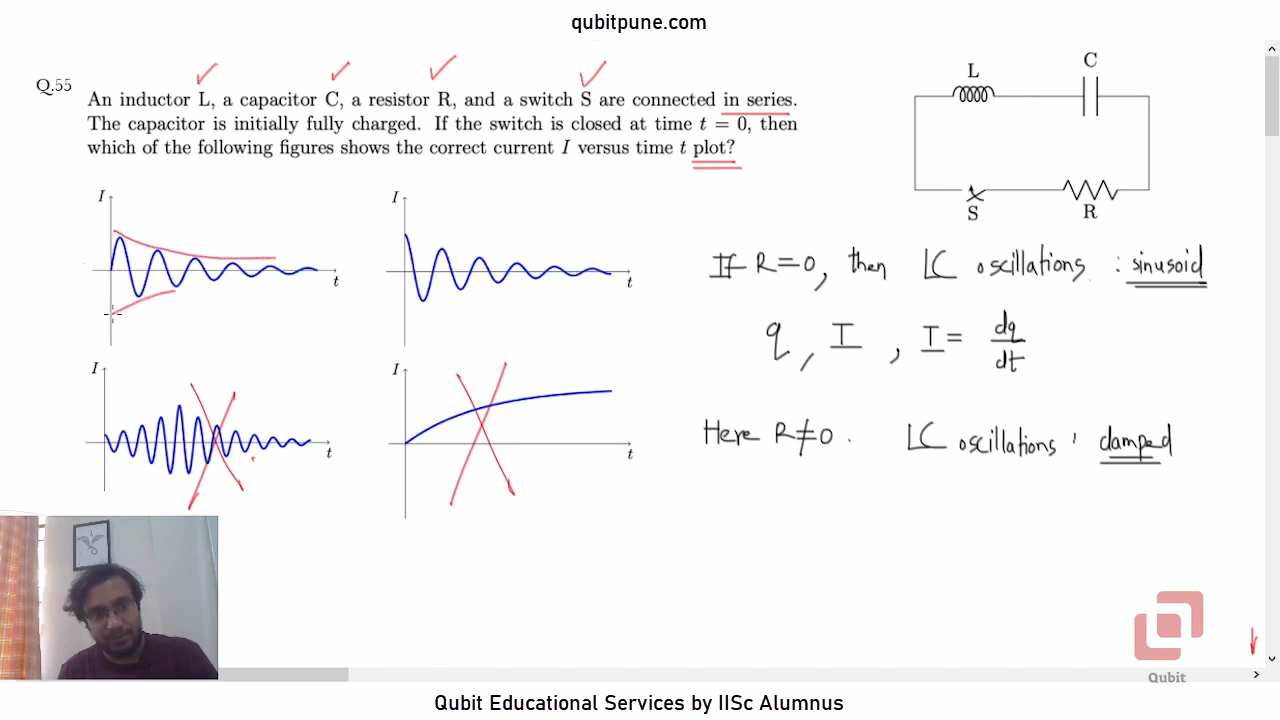 qubitpune.com
Q.55
An inductor L, a capacitor C, a resistor R, and a switch S are connected in series.
The capacitor is initially fully charged. If the switch is closed at time t = 0, then
which of the following figures shows the correct current I versus time t plot?
L
C
S
R
I
t
I
t
I
t
I
t
If R=0, then LC oscillations : sinusoid
q, I, I = dq/dt
Here R≠0. LC oscillations : damped
Qubit
Qubit Educational Services by IISc Alumnus